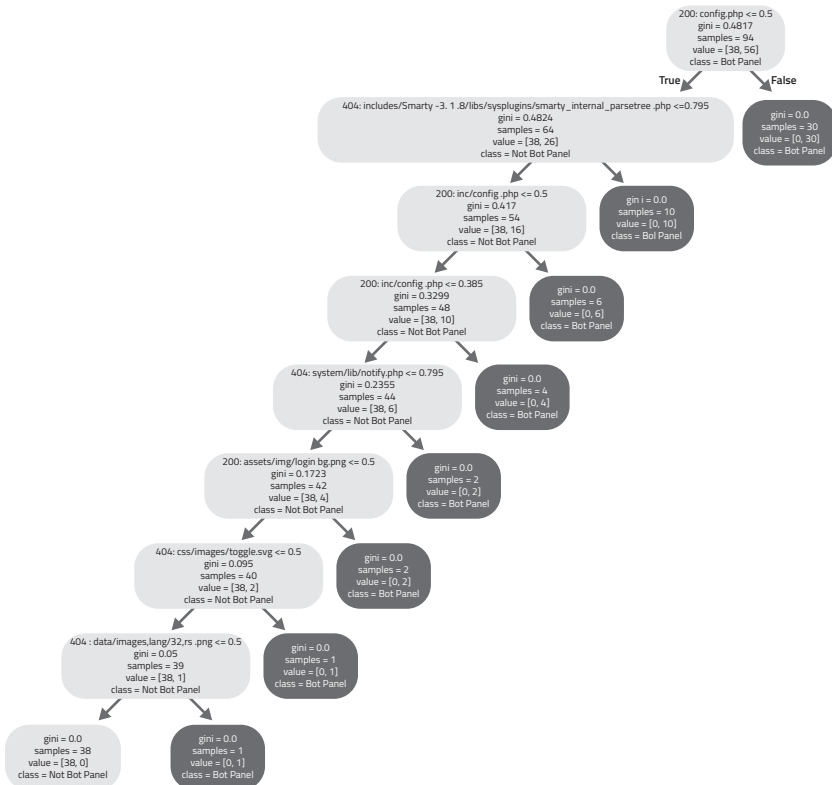 200: config.php <= 0.5
gini = 0.4817
samples = 94
value = [38, 56]
class = Bot Panel
True
False
404: includes/Smarty -3. 1 .8/libs/sysplugins/smarty_internal_parsetree .php <=0.795
gini = 0.4824
samples = 64
value = [38, 26]
class = Not Bot Panel
gini = 0.0
samples = 30
value = [0, 30]
class = Bot Panel
200: inc/config .php <= 0.5
gini = 0.417
samples = 54
value = [38, 16]
class = Not Bot Panel
gin i = 0.0
samples = 10
value = [0, 10]
class = Bol Panel
200: inc/config .php <= 0.385
gini = 0.3299
samples = 48
value = [38, 10]
class = Not Bot Panel
gini = 0.0
samples = 6
value = [0, 6]
class = Bot Panel
404: system/lib/notify.php <= 0.795
gini = 0.2355
samples = 44
value = [38, 6]
class = Not Bot Panel
gini = 0.0
samples = 4
value = [0, 4]
class = Bot Panel
200: assets/img/login bg.png <= 0.5
gini = 0.1723
samples = 42
value = [38, 4]
class = Not Bot Panel
gini = 0.0
samples = 2
value = [0, 2]
class = Bot Panel
404: css/images/toggle.svg <= 0.5
gini = 0.095
samples = 40
value = [38, 2]
class = Not Bot Panel
gini = 0.0
samples = 2
value = [0, 2]
class = Bot Panel
404 : data/images,lang/32,rs .png <= 0.5
gini = 0.05
samples = 39
value = [38, 1]
class = Not Bot Panel
gini = 0.0
samples = 1
value = [0, 1]
class = Bot Panel
gini = 0.0
samples = 38
value = [38, 0]
class = Not Bot Panel
gini = 0.0
samples = 1
value = [0, 1]
class = Bot Panel